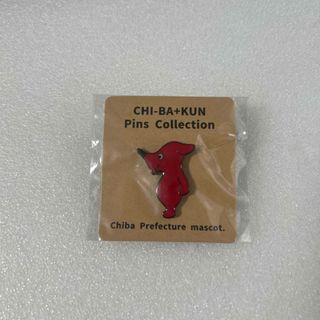 CHI-BA+KUN
Pins Collection
Chiba Prefecture mascot.